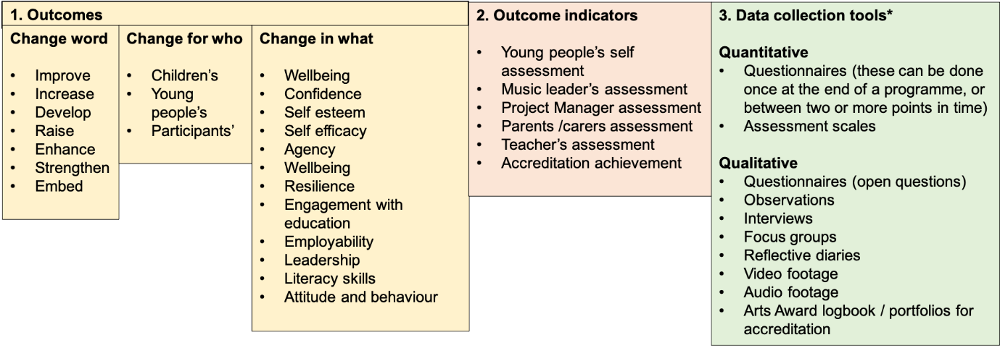 1. Outcomes
Change word
• Improve
• Increase
• Develop
• Raise
• Enhance
• Strengthen
• Embed
Change for who
• Children’s
• Young
people’s
• Participants’
Change in what
• Wellbeing
• Confidence
• Self esteem
• Self efficacy
• Agency
• Wellbeing
• Resilience
• Engagement with
education
• Employability
• Leadership
• Literacy skills
• Attitude and behaviour
2. Outcome indicators
• Young people’s self
assessment
• Music leader’s assessment
• Project Manager assessment
• Parents /carers assessment
• Teacher’s assessment
• Accreditation achievement
3. Data collection tools*
Quantitative
• Questionnaires (these can be done
once at the end of a programme, or
between two or more points in time)
• Assessment scales
Qualitative
• Questionnaires (open questions)
• Observations
• Interviews
• Focus groups
• Reflective diaries
• Video footage
• Audio footage
• Arts Award logbook / portfolios for
accreditation